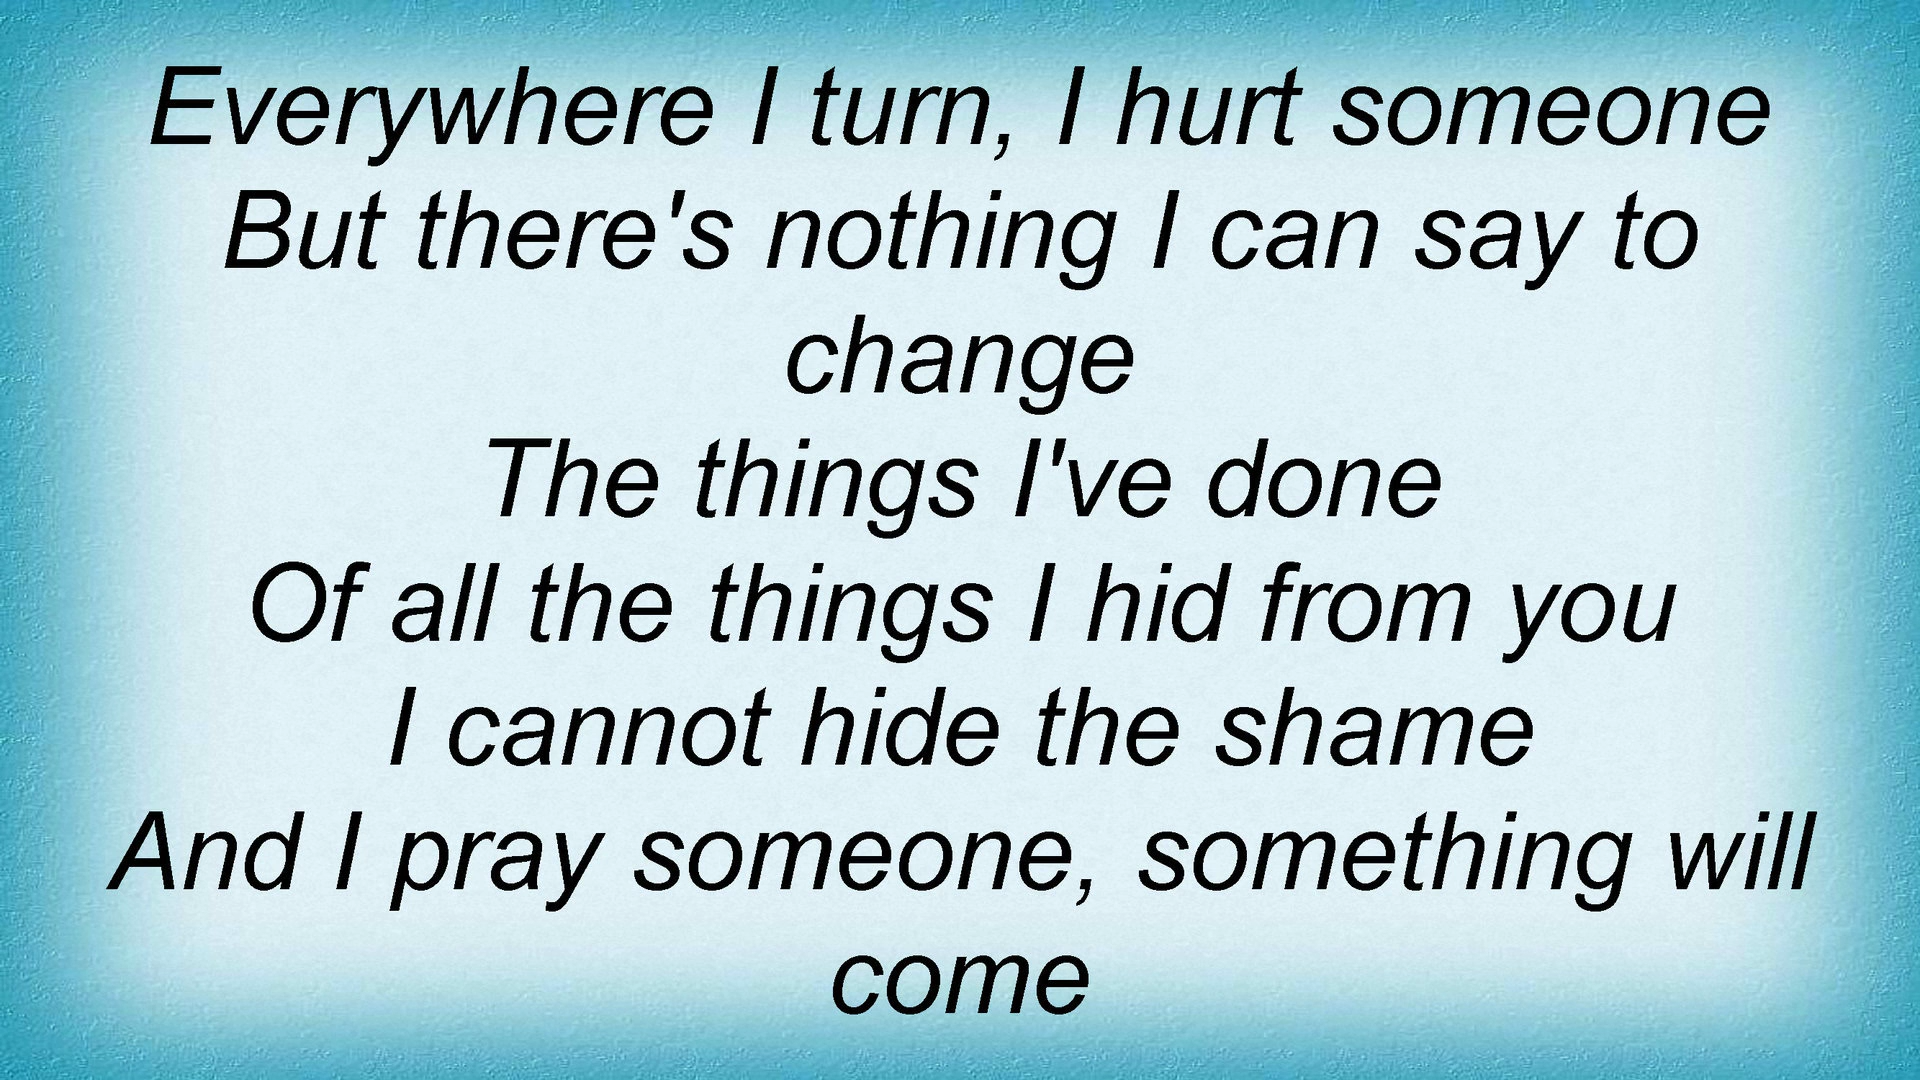 Everywhere I turn, I hurt someone
But there's nothing I can say to
change
The things I've done
Of all the things I hid from you
I cannot hide the shame
And I pray someone, something will
come